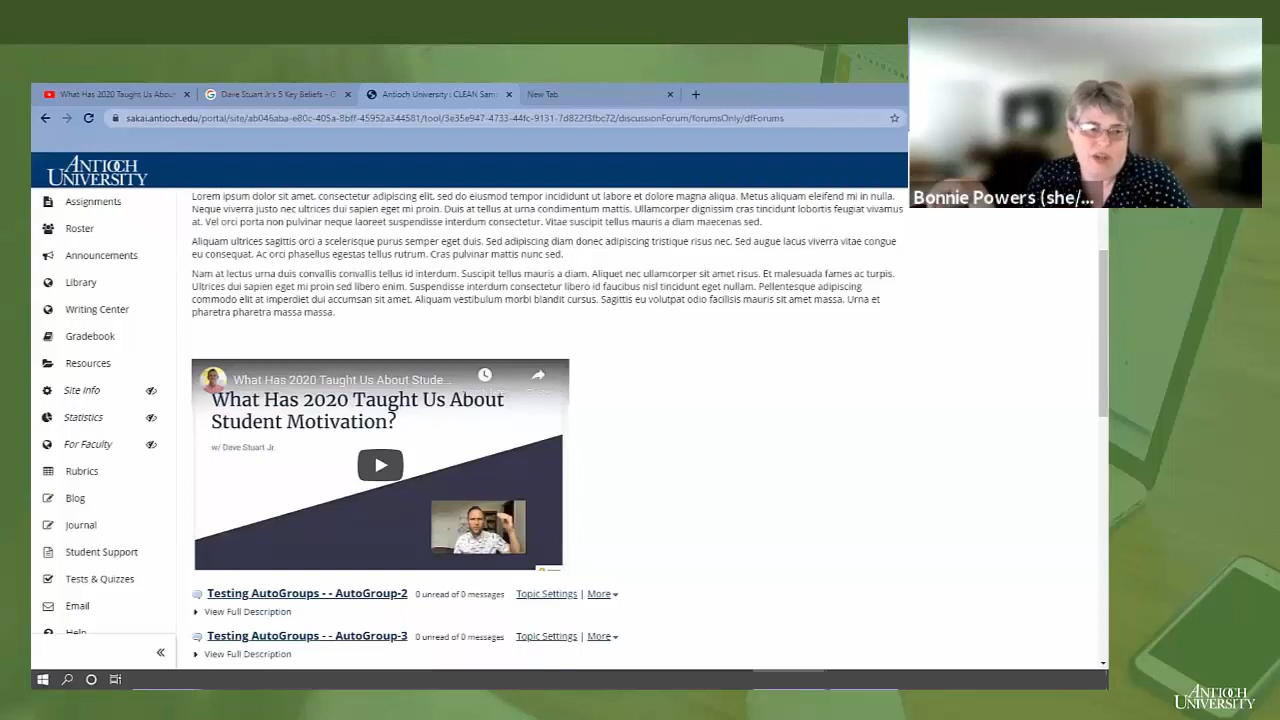 What Has 2020 Taught Us Abou
Dave Stuart Jr's 5 Key Beliefs - G
Antioch University : CLEAN Sam
New Tab
sakai.antioch.edu/portal/site/ab046aba-e80c-405a-8bff-45952a344581/tool/3e35e947-4733-44fc-9131-7d822f3fbc72/discussionForum/forumsOnly/dfForums
ANTIOCH
UNIVERSITY
Bonnie Powers (she/...
Assignments
Roster
Announcements
Library
Writing Center
Gradebook
Resources
Site Info
Statistics
For Faculty
Rubrics
Blog
Journal
Student Support
Tests & Quizzes
Email
Help
Lorem ipsum dolor sit amet, consectetur adipiscing elit, sed do eiusmod tempor incididunt ut labore et dolore magna aliqua. Metus aliquam eleifend mi in nulla.
Neque viverra justo nec ultrices dui sapien eget mi proin. Duis at tellus at urna condimentum mattis. Ullamcorper dignissim cras tincidunt lobortis feugiat vivamus
at. Vel orci porta non pulvinar neque laoreet suspendisse interdum consectetur. Vitae suscipit tellus mauris a diam maecenas sed.
Aliquam ultrices sagittis orci a scelerisque purus semper eget duis. Sed adipiscing diam donec adipiscing tristique risus nec. Sed augue lacus viverra vitae congue
eu consequat. Ac orci phasellus egestas tellus rutrum. Cras pulvinar mattis nunc sed.
Nam at lectus urna duis convallis convallis tellus id interdum. Suscipit tellus mauris a diam. Aliquet nec ullamcorper sit amet risus. Et malesuada fames ac turpis.
Ultrices dui sapien eget mi proin sed libero enim. Suspendisse interdum consectetur libero id faucibus nisl tincidunt eget nullam. Pellentesque adipiscing
commodo elit at imperdiet dui accumsan sit amet. Aliquam vestibulum morbi blandit cursus. Sagittis eu volutpat odio facilisis mauris sit amet massa. Urna et
pharetra pharetra massa massa.
What Has 2020 Taught Us About Stude...
What Has 2020 Taught Us About
Student Motivation?
w/ Dave Stuart Jr.
Testing AutoGroups - - AutoGroup-2 0 unread of 0 messages Topic Settings | More
View Full Description
Testing AutoGroups - - AutoGroup-3 0 unread of 0 messages Topic Settings | More
View Full Description
ANTIOCH
UNIVERSITY